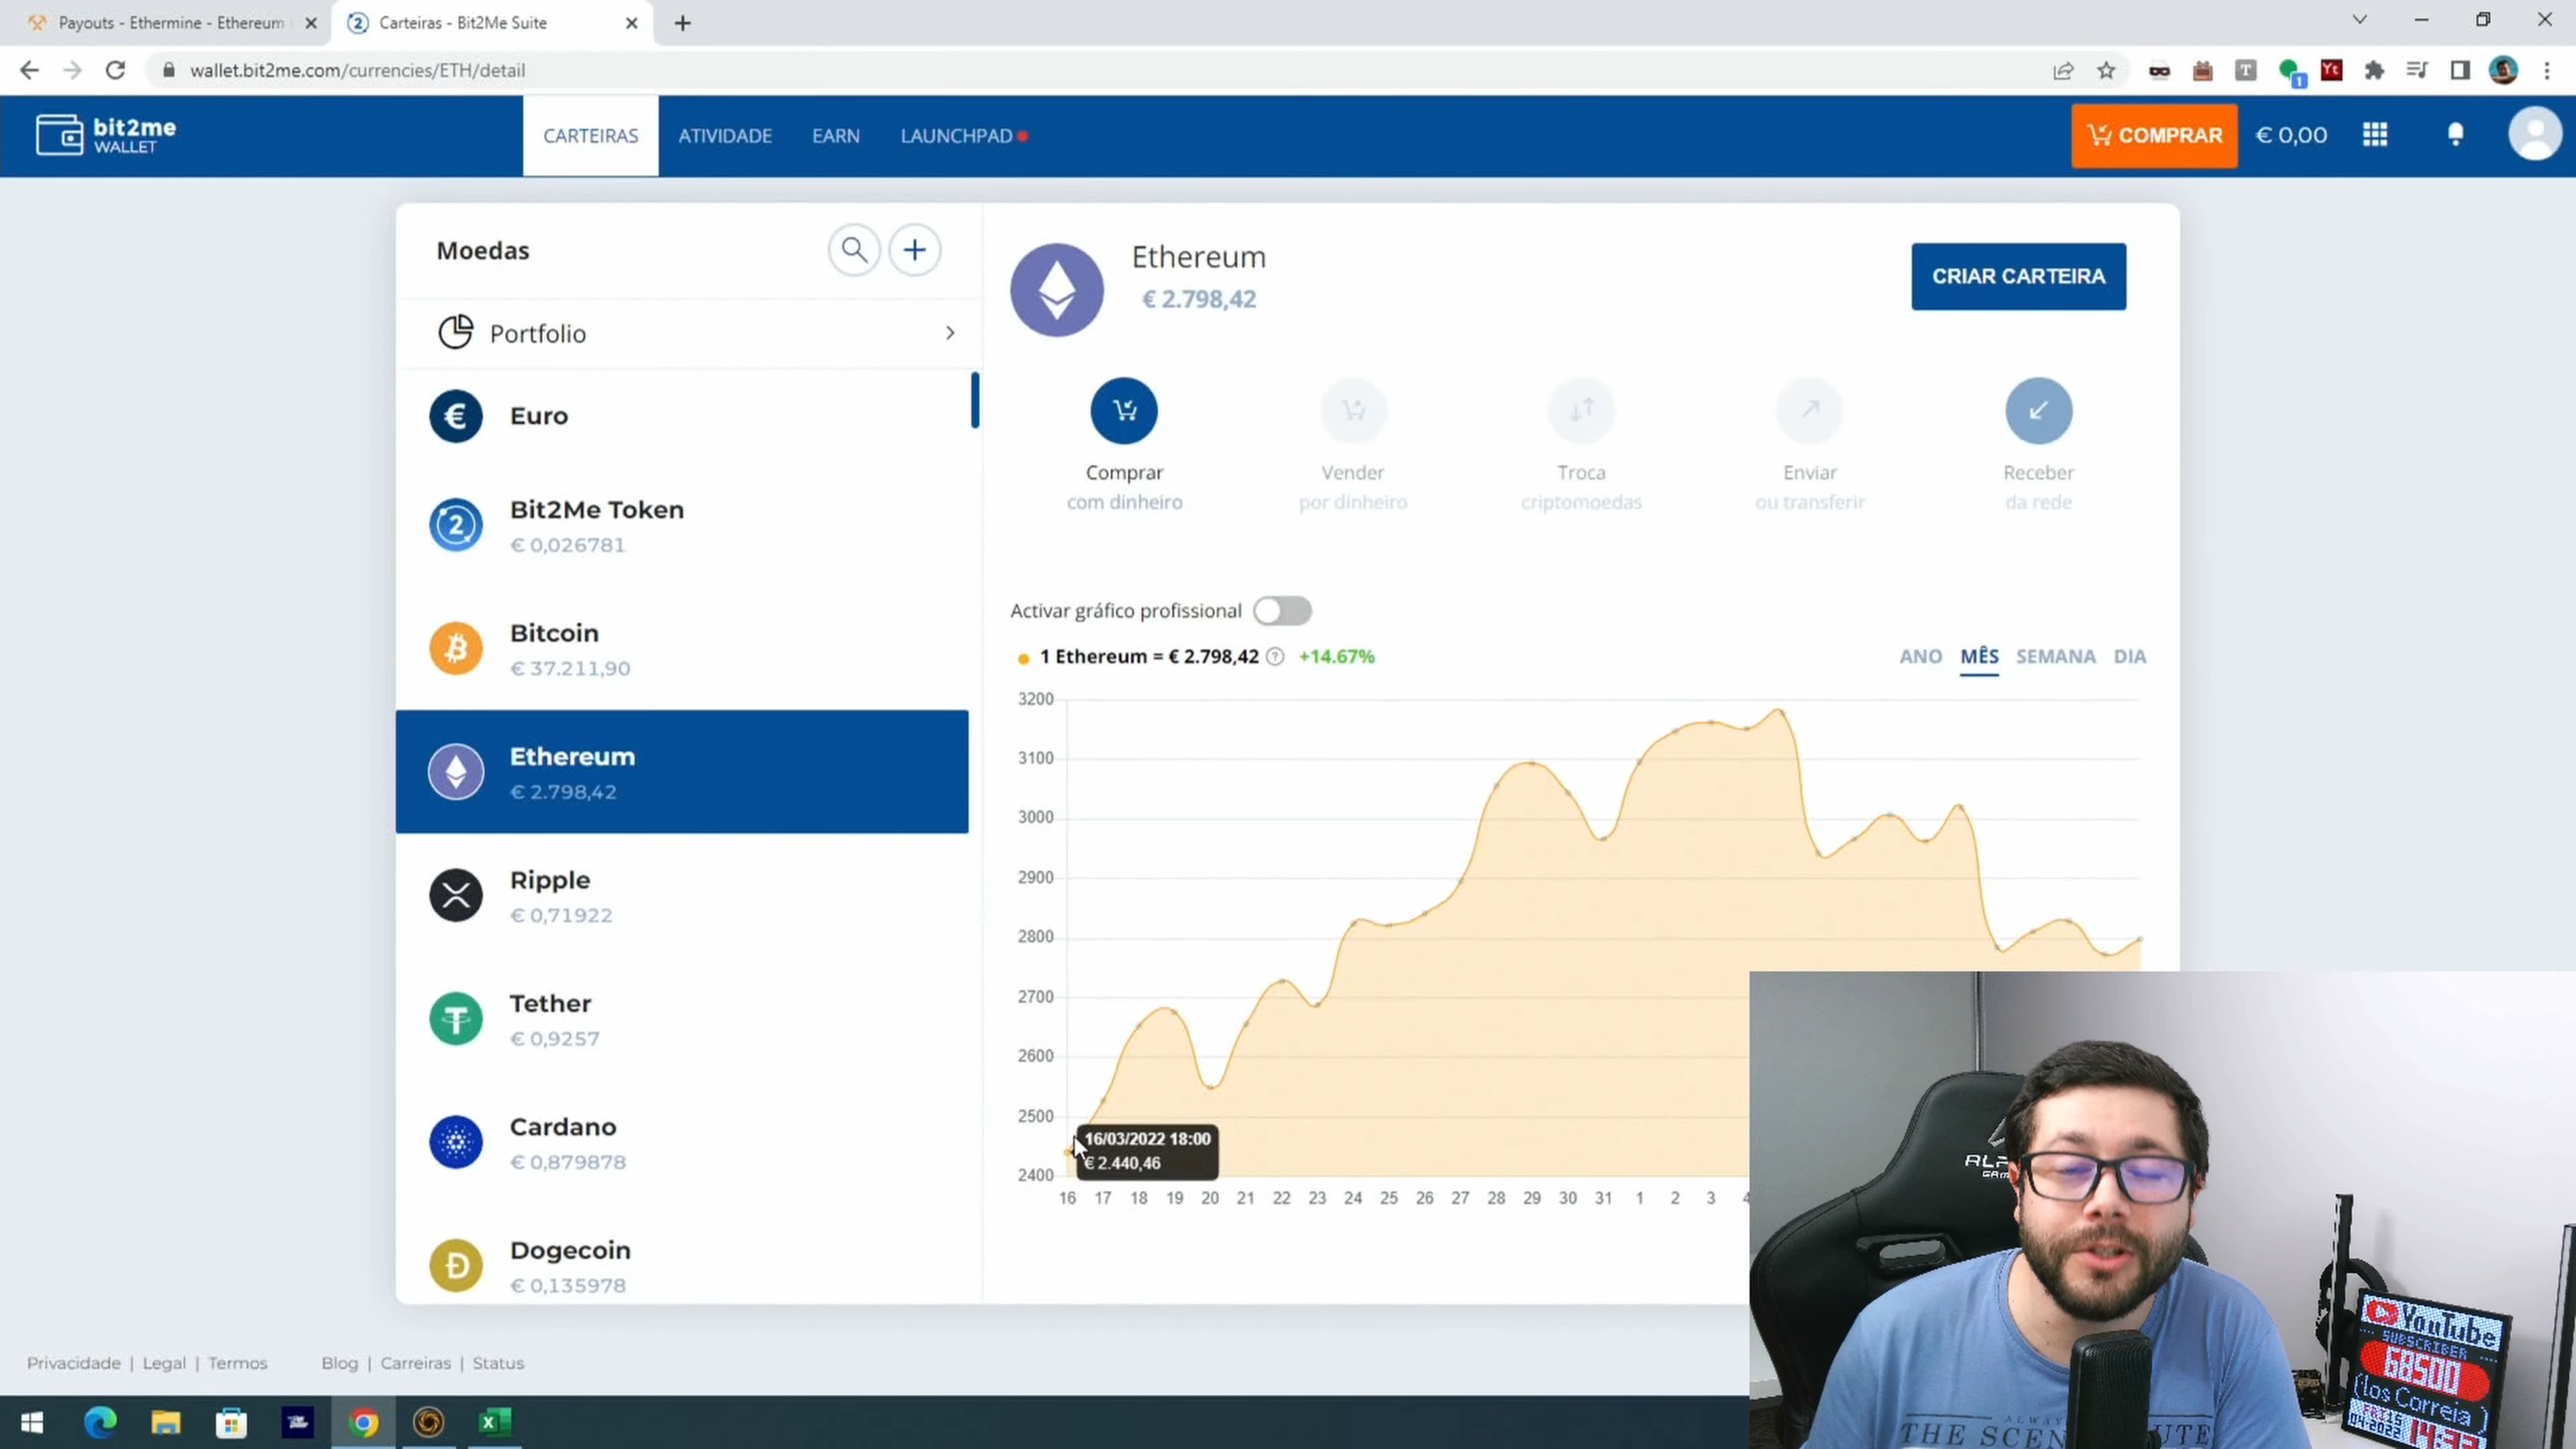 Payouts - Ethermine - Ethereum
Carteiras - Bit2Me Suite
wallet.bit2me.com/currencies/ETH/detail
bit2me
WALLET
CARTEIRAS
ATIVIDADE
EARN
LAUNCHPAD
COMPRAR
€ 0,00
Moedas
Portfolio
Euro
Bit2Me Token
€ 0,026781
Bitcoin
€ 37.211,90
Ethereum
€ 2.798,42
Ripple
€ 0,71922
Tether
€ 0,9257
Cardano
€ 0,879878
Dogecoin
€ 0,135978
Ethereum
€ 2.798,42
CRIAR CARTEIRA
Comprar
com dinheiro
Vender
por dinheiro
Troca
criptomoedas
Enviar
ou transferir
Receber
da rede
Activar gráfico profissional
1 Ethereum = € 2.798,42 +14.67%
ANO MÊS SEMANA DIA
3200
3100
3000
2900
2800
2700
2600
2500
2400
16/03/2022 18:00
€ 2.440,46
16 17 18 19 20 21 22 23 24 25 26 27 28 29 30 31 1 2 3
Privacidade | Legal | Termos Blog | Carreiras | Status
YouTube
SUBSCRIBER
68500
Correia
ALWAY
THE SCEN